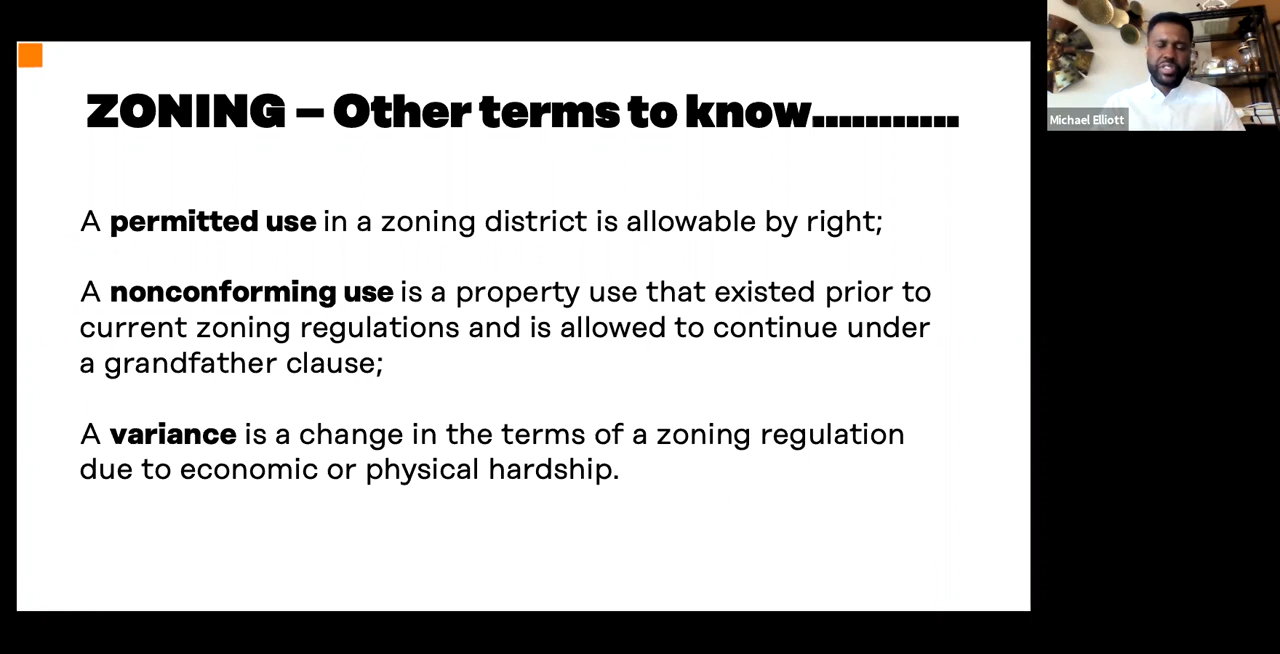 ZONING – Other terms to know...........
A permitted use in a zoning district is allowable by right;
A nonconforming use is a property use that existed prior to
current zoning regulations and is allowed to continue under
a grandfather clause;
A variance is a change in the terms of a zoning regulation
due to economic or physical hardship.
Michael Elliott